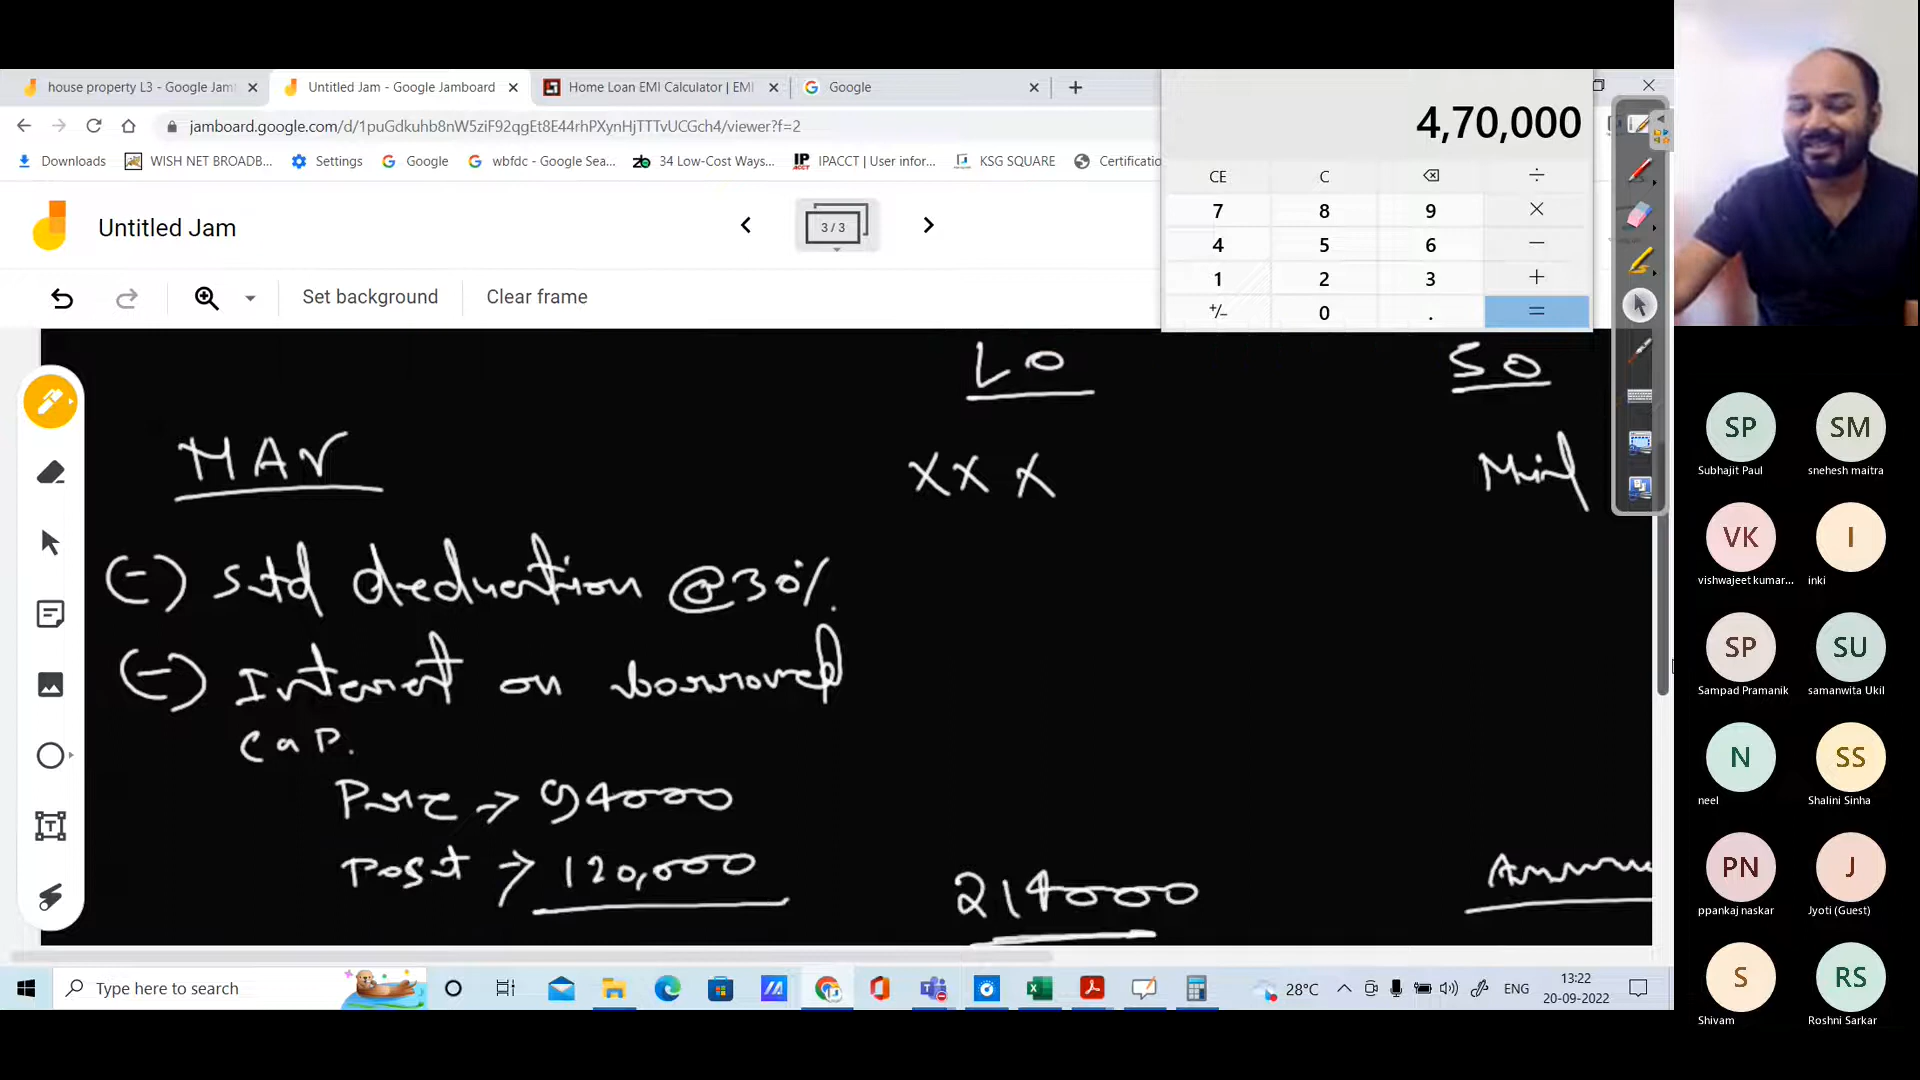 house property L3 - Google Jam
Untitled Jam - Google Jamboard
Home Loan EMI Calculator | EMI
Google
jamboard.google.com/d/1puGdkuhb8nW5ziF92qgEt8E44rhPXynHjTTTvUCGch4/viewer?f=2
Downloads
WISH NET BROADB...
Settings
Google
wbfdc - Google Sea...
34 Low-Cost Ways...
IPACCT | User infor...
KSG SQUARE
Certificatio
4,70,000
CE C ÷
7 8 9 ×
4 5 6 −
1 2 3 +
+/− 0 . =
Untitled Jam
3 / 3
Set background
Clear frame
LO SO
NAV XXX
(-) Std deduction @30%
(-) Interest on borrowed
Cap.
Pre → 94000
Post → 120,000 214000
SP SM
Subhajit Paul snehesh maitra
VK I
vishwajeet kumar... inki
SP SU
Sampad Pramanik samanwita Ukil
N SS
neel Shalini Sinha
PN J
ppankaj naskar Jyoti (Guest)
S RS
Shivam Roshni Sarkar
Type here to search
28°C
ENG
13:22
20-09-2022